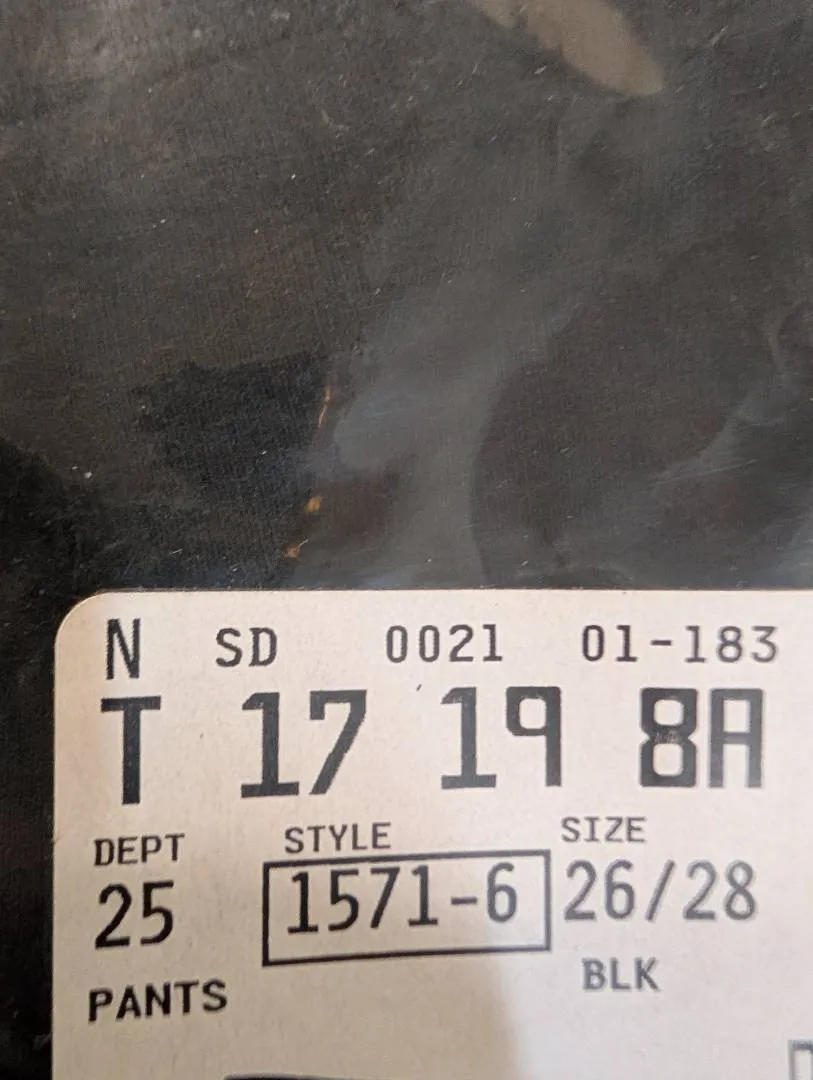 N SD 0021 01-183
T 17 19 8A
DEPT STYLE SIZE
25 1571-6 26/28
PANTS BLK